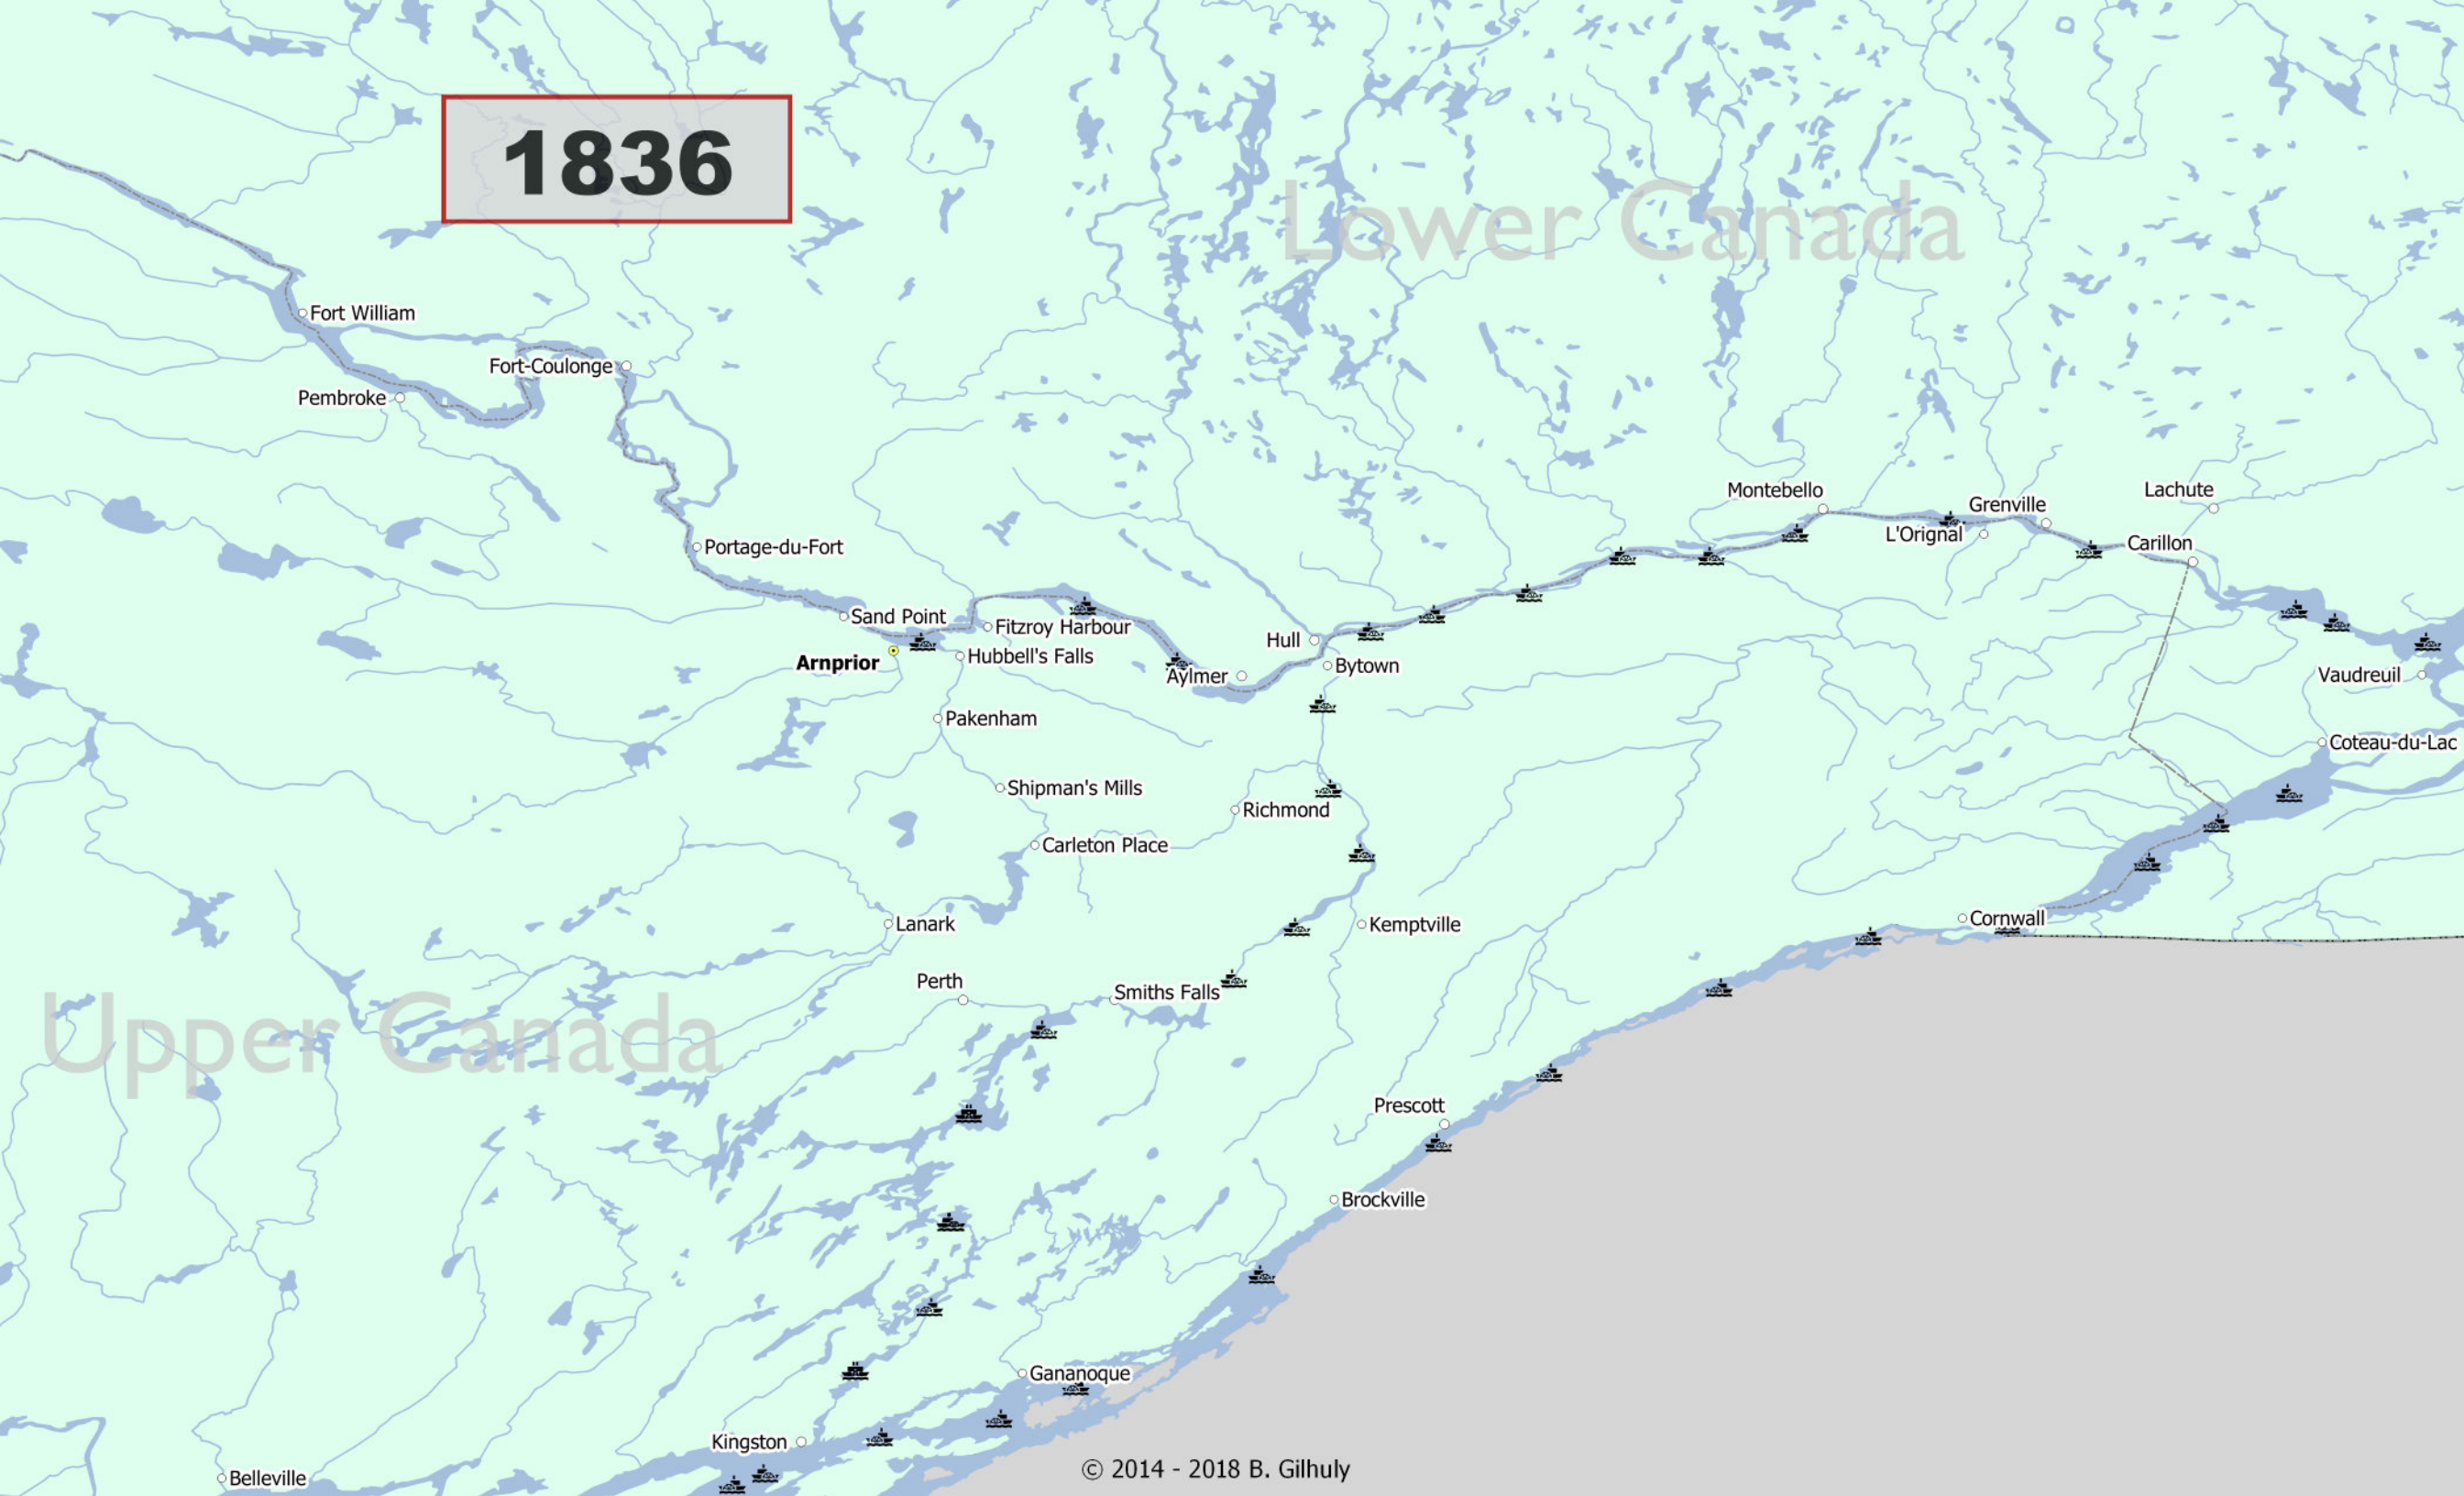 1836
Lower Canada
Fort William
Fort-Coulonge
Pembroke
Montebello
Grenville
Lachute
L'Orignal
Carillon
Portage-du-Fort
Sand Point
Fitzroy Harbour
Hull
Arnprior
Hubbell's Falls
Aylmer
Bytown
Vaudreuil
Pakenham
Coteau-du-Lac
Shipman's Mills
Richmond
Carleton Place
Lanark
Kemptville
Cornwall
Perth
Smiths Falls
Upper Canada
Prescott
Brockville
Gananoque
Kingston
Belleville
© 2014 - 2018 B. Gilhuly